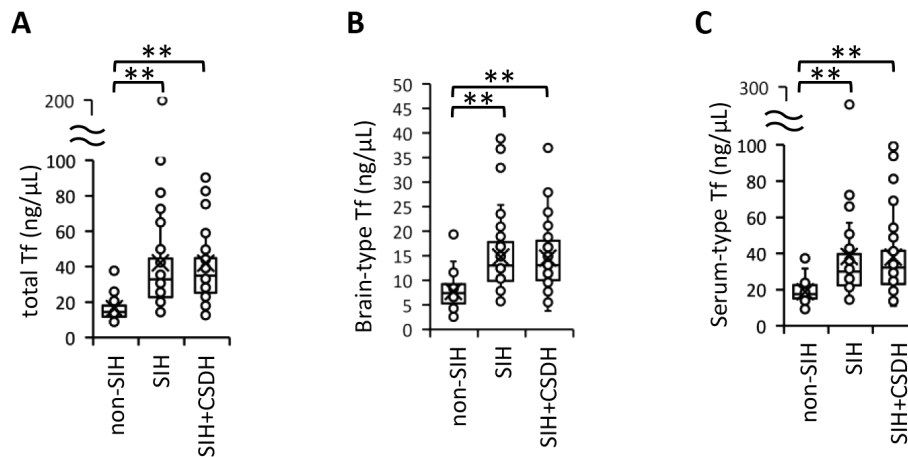 A
**
**
200
100
80
60
40
20
0
total Tf (ng/μL)
non-SIH
SIH
SIH+CSDH
B
**
**
50
45
40
35
30
25
20
15
10
5
0
Brain-type Tf (ng/μL)
non-SIH
SIH
SIH+CSDH
C
**
**
300
100
80
60
40
20
0
Serum-type Tf (ng/μL)
non-SIH
SIH
SIH+CSDH